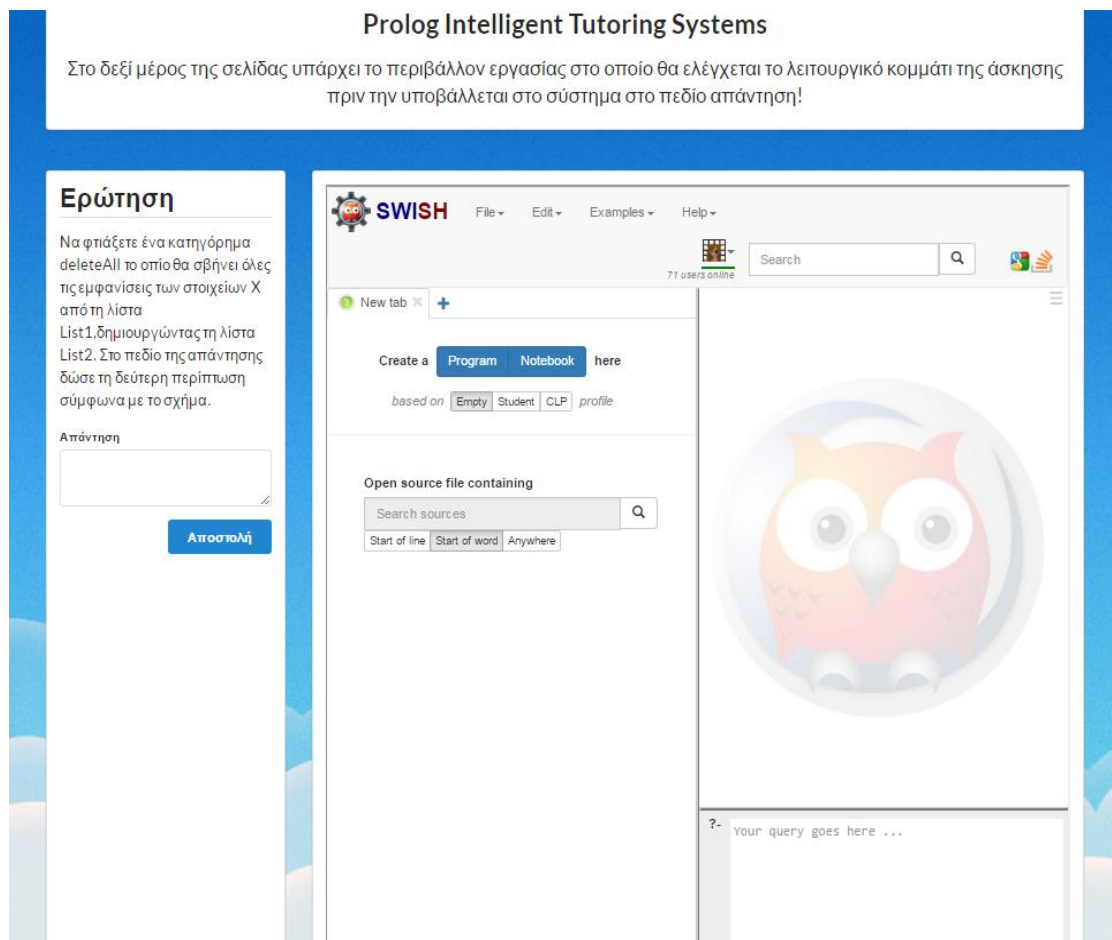 Prolog Intelligent Tutoring Systems
Στο δεξί μέρος της σελίδας υπάρχει το περιβάλλον εργασίας στο οποίο θα ελέγχεται το λειτουργικό κομμάτι της άσκησης
πριν την υποβάλλεται στο σύστημα στο πεδίο απάντηση!
Ερώτηση
Να φτιάξετε ένα κατηγόρημα
deleteAll το οπίο θα σβήνει όλες
τις εμφανίσεις των στοιχείων X
από τη λίστα
List1,δημιουργώντας τη λίστα
List2. Στο πεδίο της απάντησης
δώσε τη δεύτερη περίπτωση
σύμφωνα με το σχήμα.
Απάντηση
Αποστολή
SWISH File Edit Examples Help
71 users online
Search
New tab
Create a Program Notebook here
based on Empty Student CLP profile
Open source file containing
Search sources
Start of line Start of word Anywhere
?- Your query goes here ...